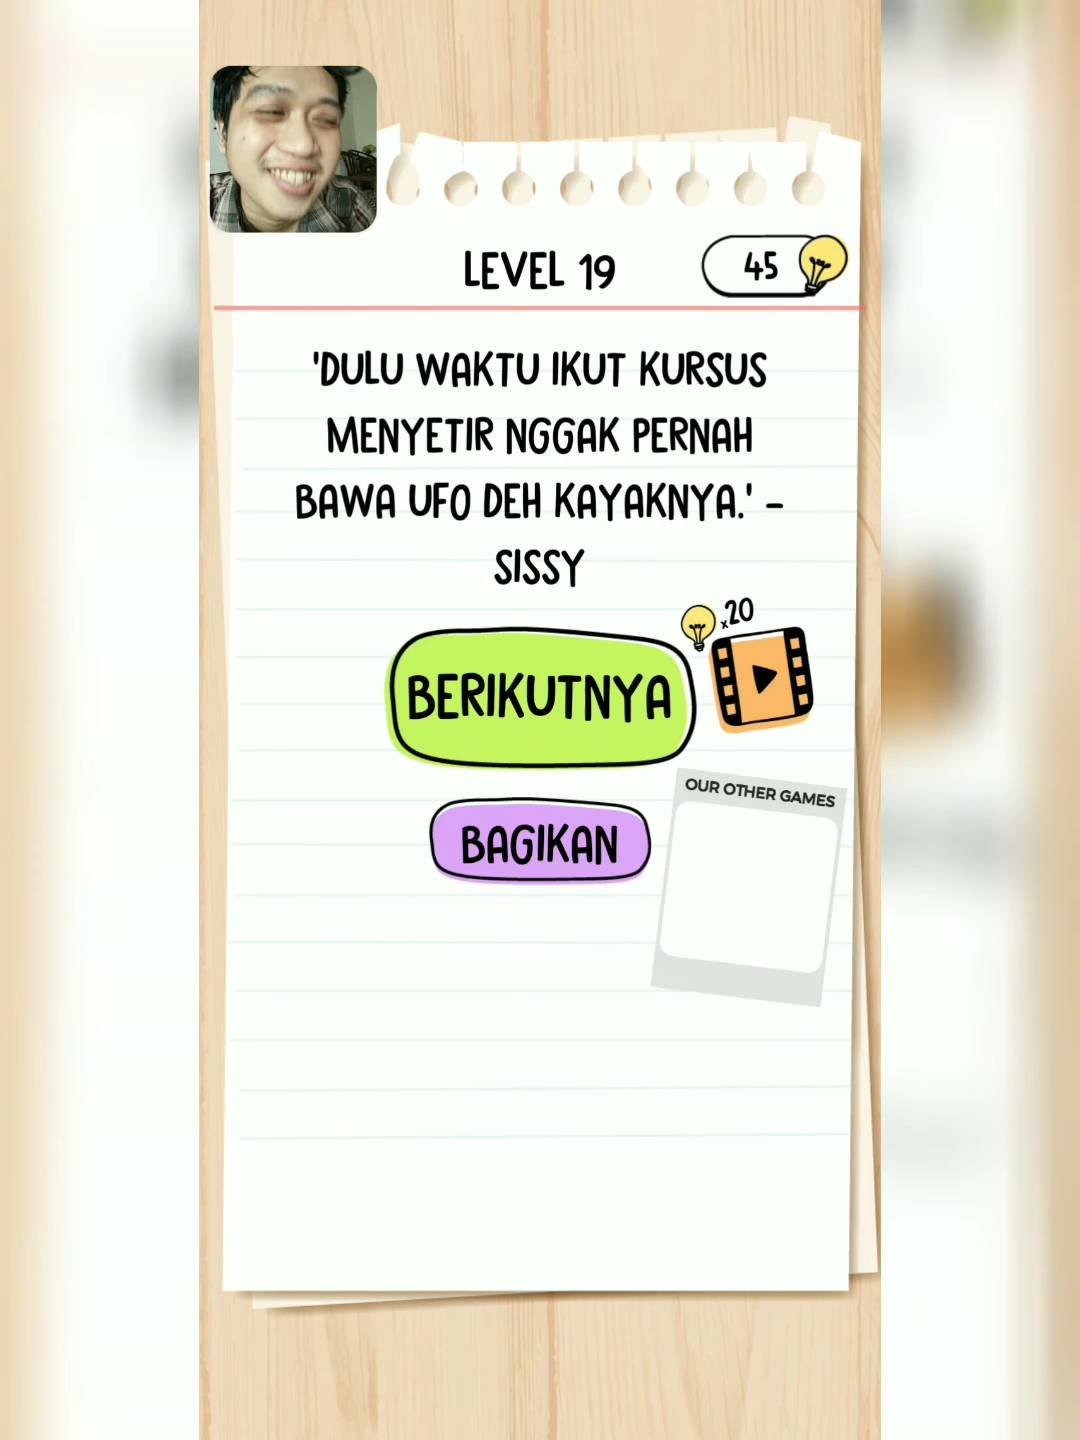 LEVEL 19
45
'DULU WAKTU IKUT KURSUS
MENYETIR NGGAK PERNAH
BAWA UFO DEH KAYAKNYA.' –
SISSY
x20
BERIKUTNYA
OUR OTHER GAMES
BAGIKAN